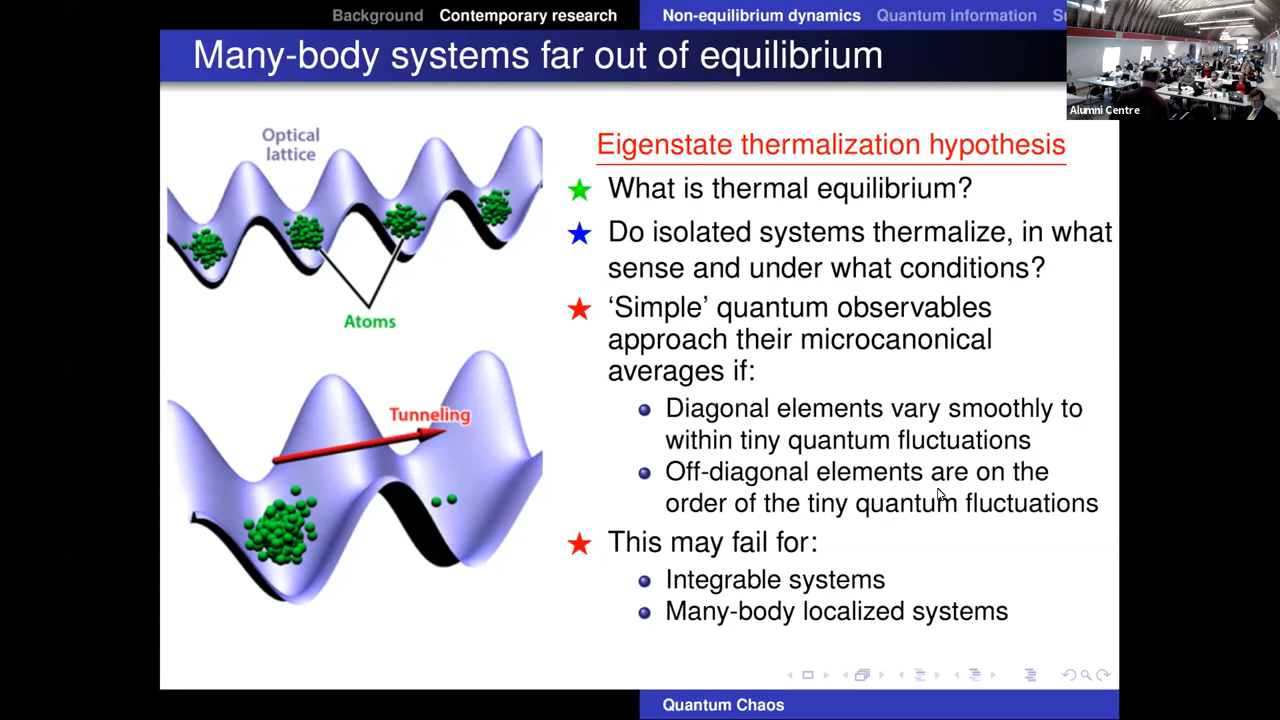 Background Contemporary research Non-equilibrium dynamics Quantum information
Many-body systems far out of equilibrium
Alumni Centre
Optical
lattice
Atoms
Tunneling
Eigenstate thermalization hypothesis
What is thermal equilibrium?
Do isolated systems thermalize, in what
sense and under what conditions?
‘Simple’ quantum observables
approach their microcanonical
averages if:
Diagonal elements vary smoothly to
within tiny quantum fluctuations
Off-diagonal elements are on the
order of the tiny quantum fluctuations
This may fail for:
Integrable systems
Many-body localized systems
Quantum Chaos